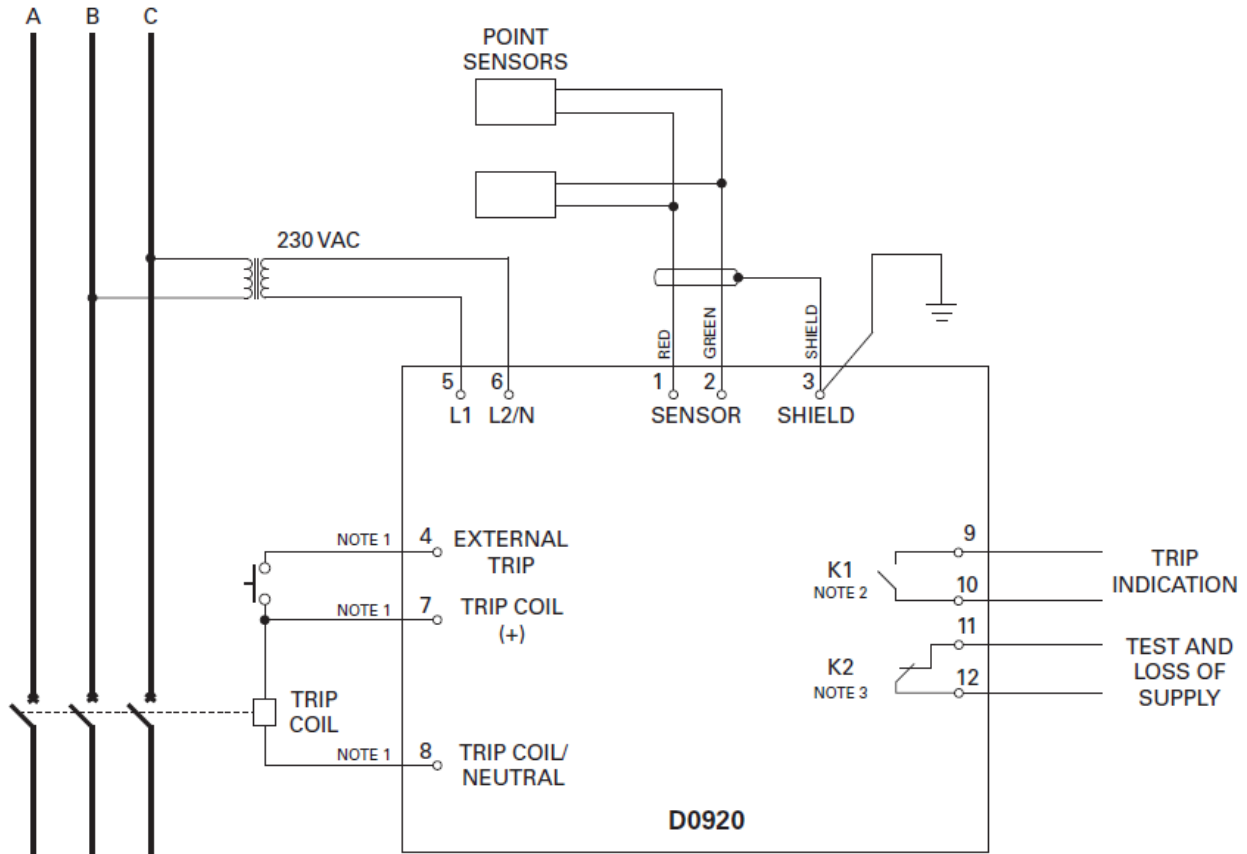 A B C
POINT
SENSORS
230 VAC
RED
GREEN
SHIELD
5 6 1 2 3
L1 L2/N SENSOR SHIELD
NOTE 1 4 EXTERNAL
TRIP
NOTE 1 7 TRIP COIL
(+)
TRIP
COIL
NOTE 1 8 TRIP COIL/
NEUTRAL
K1
NOTE 2
9
10
TRIP
INDICATION
K2
NOTE 3
11
12
TEST AND
LOSS OF
SUPPLY
D0920